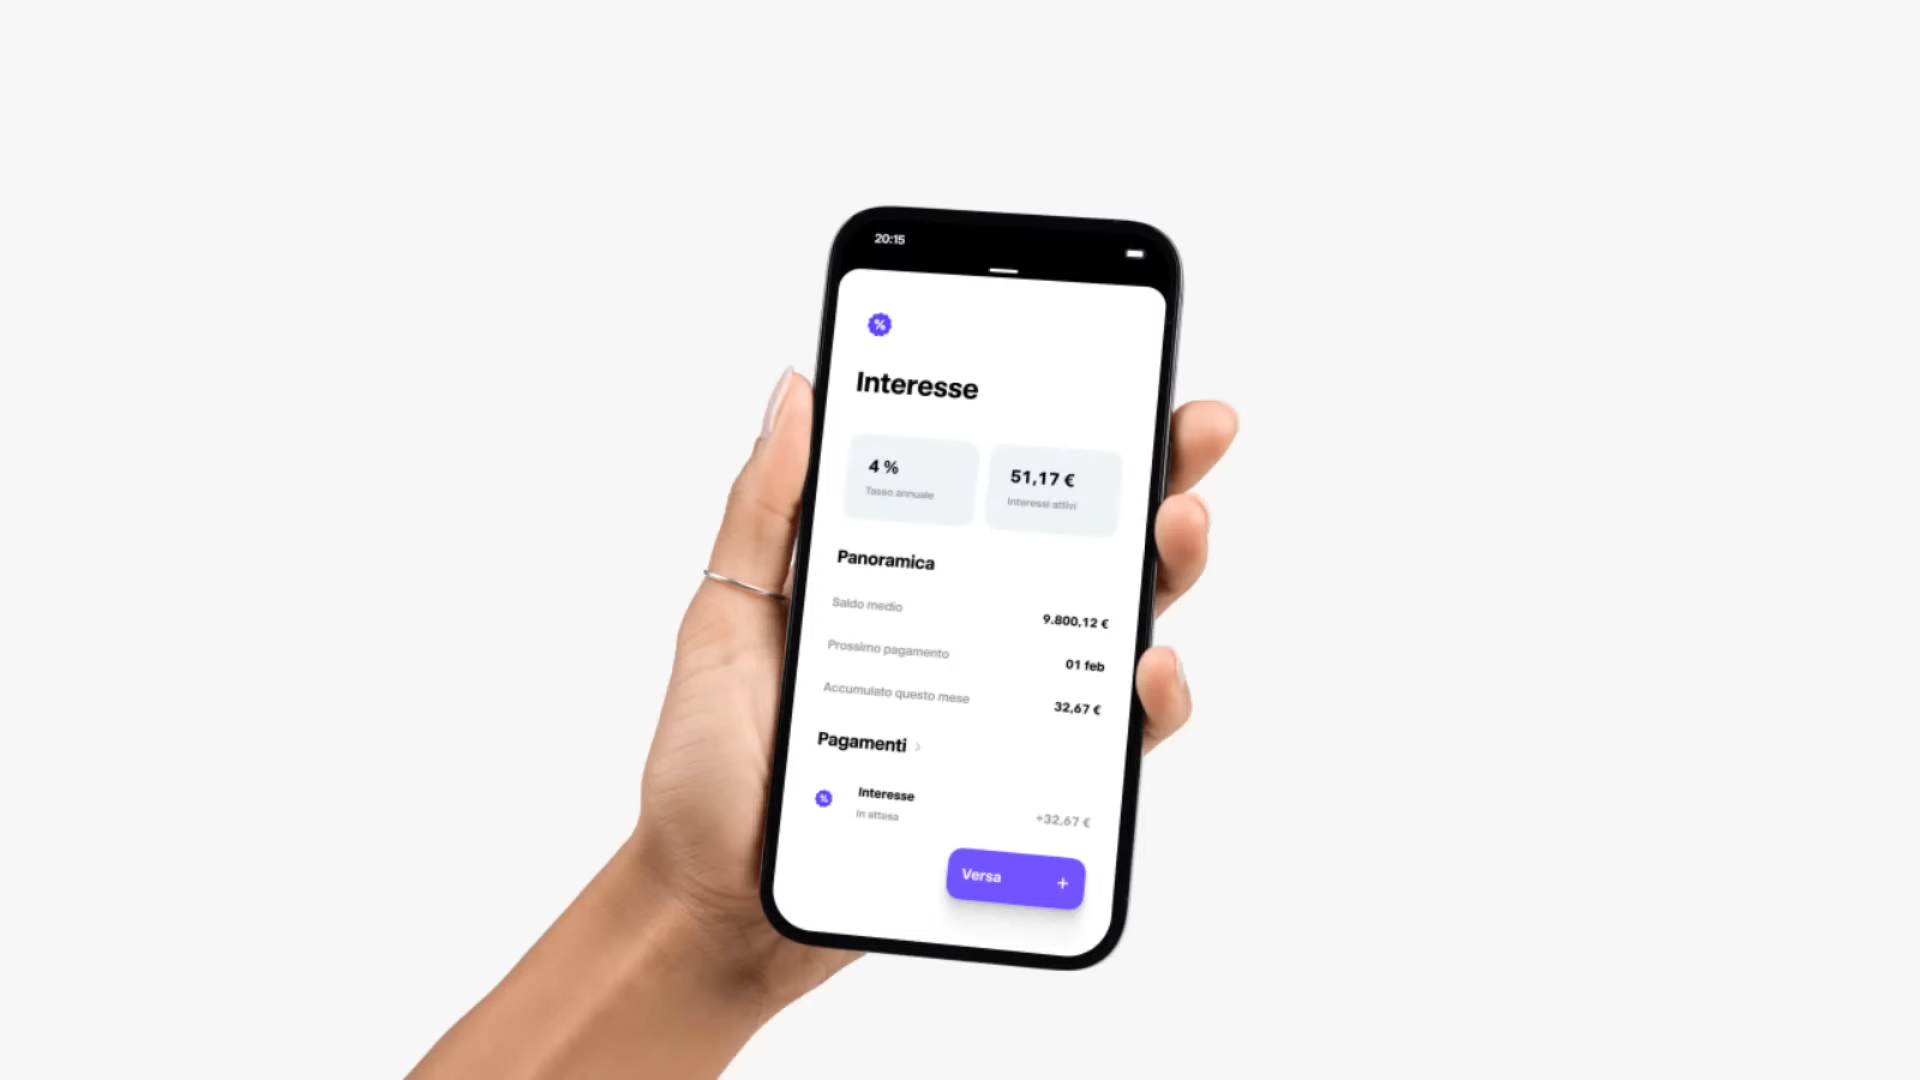 20:15
%
Interesse
4 %
51,17 €
Tasso annuale
Interessi attivi
Panoramica
Saldo medio
9.800,12 €
Prossimo pagamento
01 feb
Accumulato questo mese
32,67 €
Pagamenti
%
Interesse
In attesa
+32,67 €
Versa +